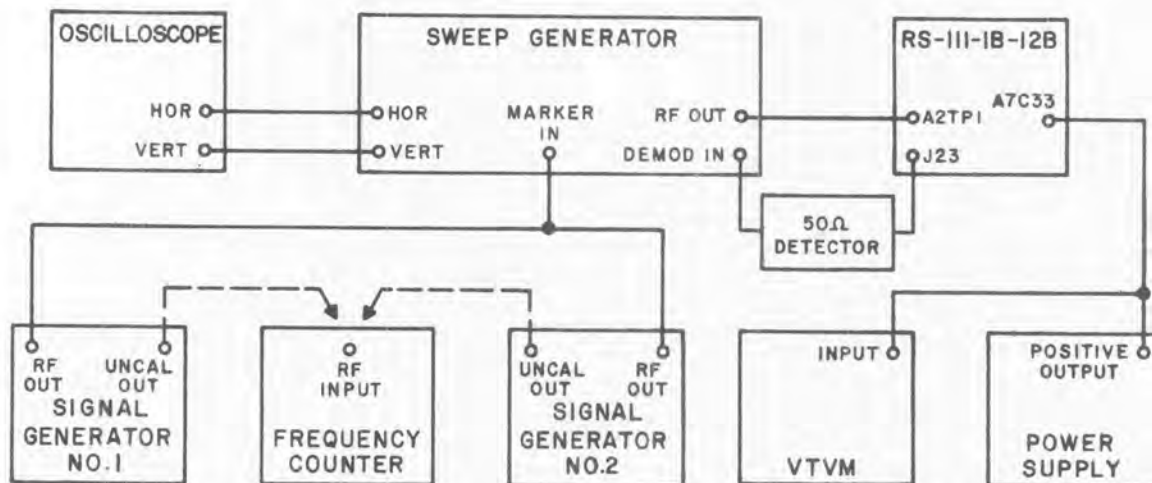 OSCILLOSCOPE
HOR
VERT
SWEEP GENERATOR
HOR
VERT
MARKER
IN
RF OUT
DEMOD IN
RS-III-IB-12B
A7C33
A2TP1
J23
50Ω
DETECTOR
RF
OUT
UNCAL
OUT
SIGNAL
GENERATOR
NO.1
RF
INPUT
FREQUENCY
COUNTER
UNCAL
OUT
RF
OUT
SIGNAL
GENERATOR
NO.2
INPUT
VTVM
POSITIVE
OUTPUT
POWER
SUPPLY